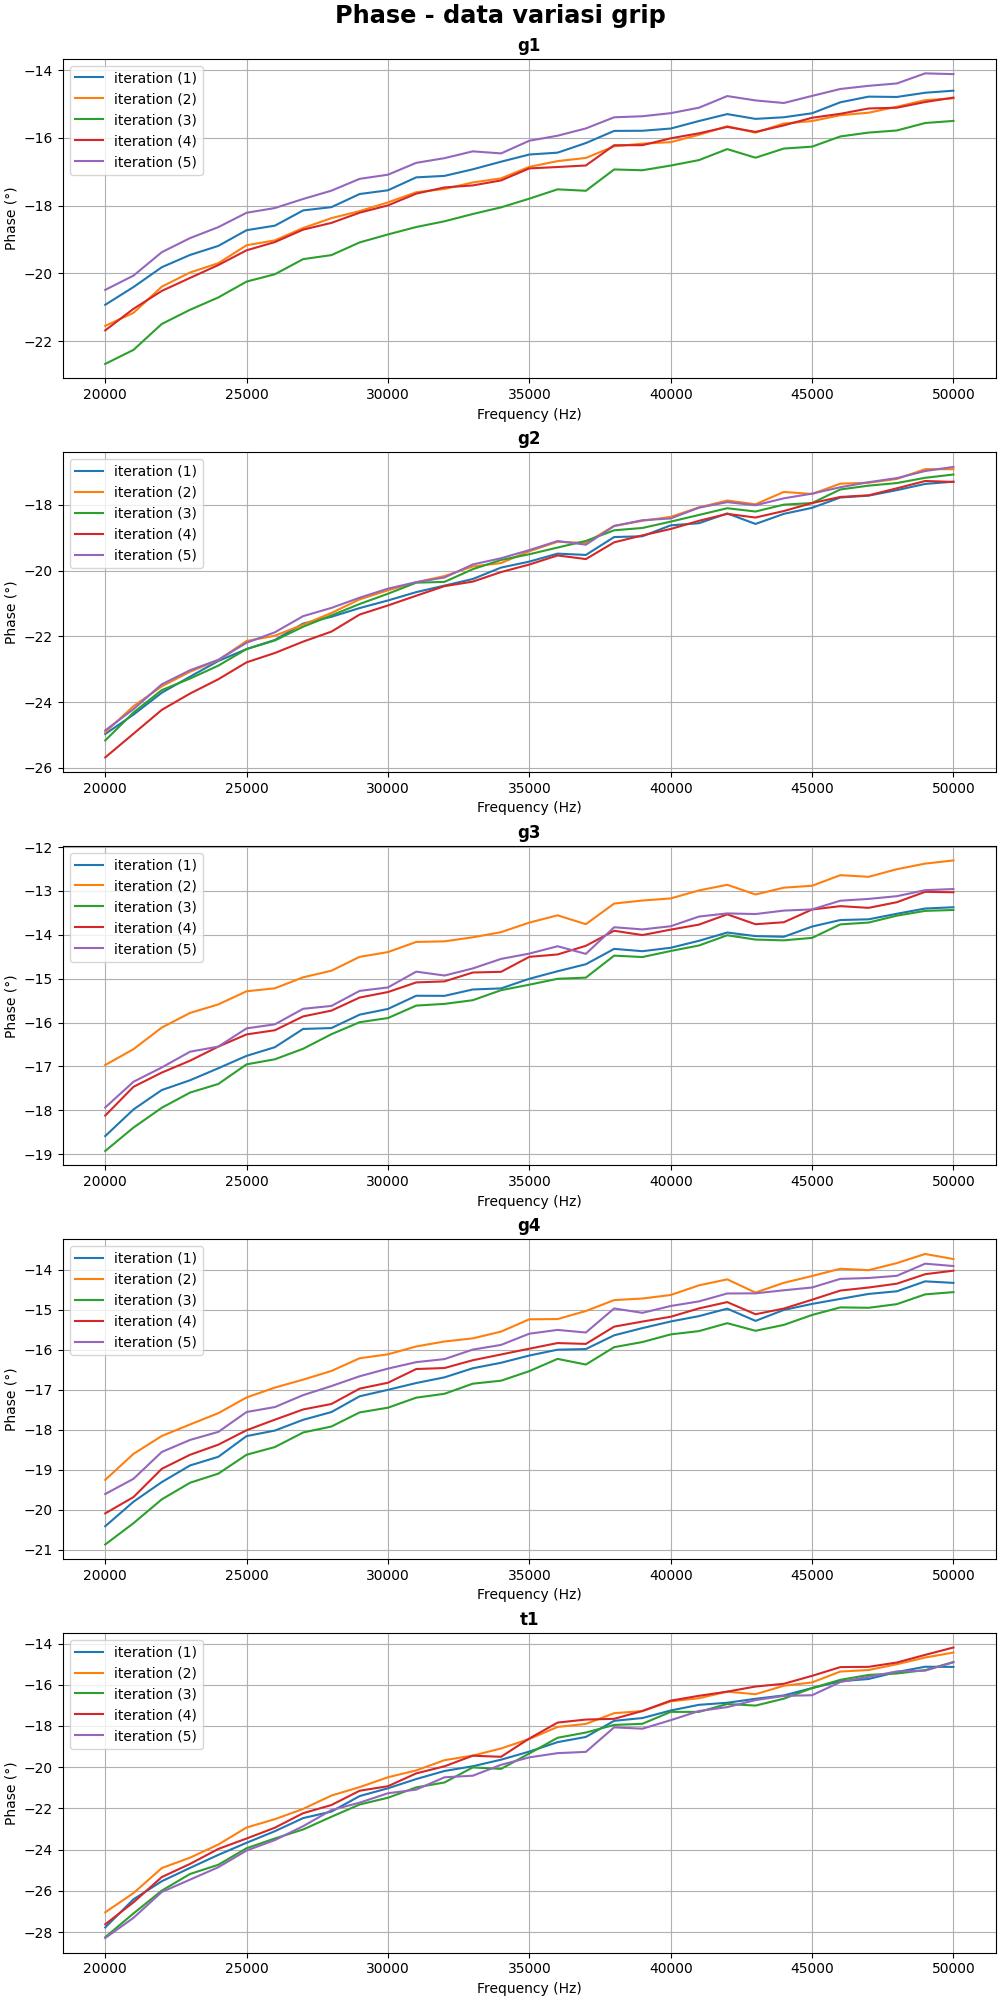 Phase - data variasi grip
g1
iteration (1)
iteration (2)
iteration (3)
iteration (4)
iteration (5)
Phase (°)
−14
−16
−18
−20
−22
20000 25000 30000 35000 40000 45000 50000
Frequency (Hz)
g2
iteration (1)
iteration (2)
iteration (3)
iteration (4)
iteration (5)
Phase (°)
−18
−20
−22
−24
−26
20000 25000 30000 35000 40000 45000 50000
Frequency (Hz)
g3
iteration (1)
iteration (2)
iteration (3)
iteration (4)
iteration (5)
Phase (°)
−12
−13
−14
−15
−16
−17
−18
−19
20000 25000 30000 35000 40000 45000 50000
Frequency (Hz)
g4
iteration (1)
iteration (2)
iteration (3)
iteration (4)
iteration (5)
Phase (°)
−14
−15
−16
−17
−18
−19
−20
−21
20000 25000 30000 35000 40000 45000 50000
Frequency (Hz)
t1
iteration (1)
iteration (2)
iteration (3)
iteration (4)
iteration (5)
Phase (°)
−14
−16
−18
−20
−22
−24
−26
−28
20000 25000 30000 35000 40000 45000 50000
Frequency (Hz)